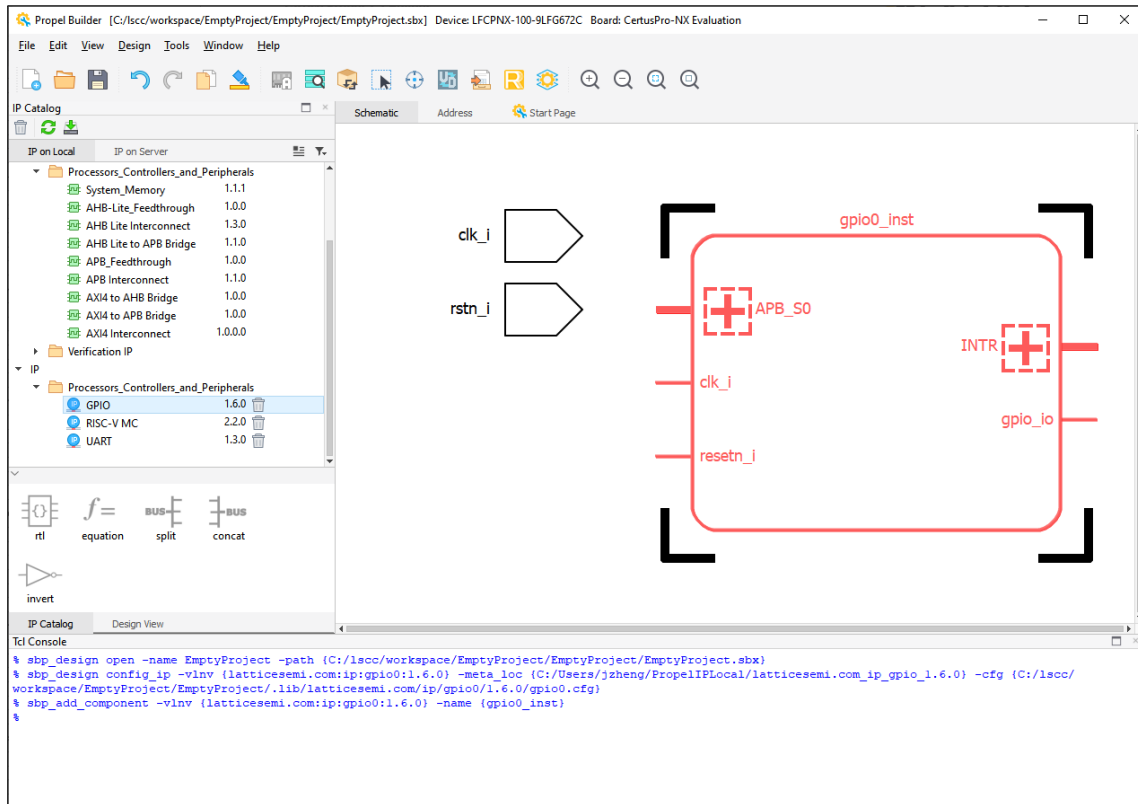 Propel Builder [C:/lscc/workspace/EmptyProject/EmptyProject/EmptyProject.sbx] Device: LFCPNX-100-9LFG672C Board: CertusPro-NX Evaluation
File Edit View Design Tools Window Help
IP Catalog
Schematic Address Start Page
IP on Local IP on Server
Processors_Controllers_and_Peripherals
System_Memory 1.1.1
AHB-Lite_Feedthrough 1.0.0
AHB Lite Interconnect 1.3.0
AHB Lite to APB Bridge 1.1.0
APB_Feedthrough 1.0.0
APB Interconnect 1.1.0
AXI4 to AHB Bridge 1.0.0
AXI4 to APB Bridge 1.0.0
AXI4 Interconnect 1.0.0.0
Verification IP
IP
Processors_Controllers_and_Peripherals
GPIO 1.6.0
RISC-V MC 2.2.0
UART 1.3.0
{} f= BUS BUS
rtl equation split concat
invert
IP Catalog Design View
clk_i
rstn_i
gpio0_inst
APB_S0
INTR
clk_i
gpio_io
resetn_i
Tcl Console
% sbp_design open -name EmptyProject -path {C:/lscc/workspace/EmptyProject/EmptyProject/EmptyProject.sbx}
% sbp_design config_ip -vlnv {latticesemi.com:ip:gpio0:1.6.0} -meta_loc {C:/Users/jzheng/PropelIPLocal/latticesemi.com_ip_gpio_1.6.0} -cfg {C:/lscc/
workspace/EmptyProject/EmptyProject/.lib/latticesemi.com/ip/gpio0/1.6.0/gpio0.cfg}
% sbp_add_component -vlnv {latticesemi.com:ip:gpio0:1.6.0} -name {gpio0_inst}
%